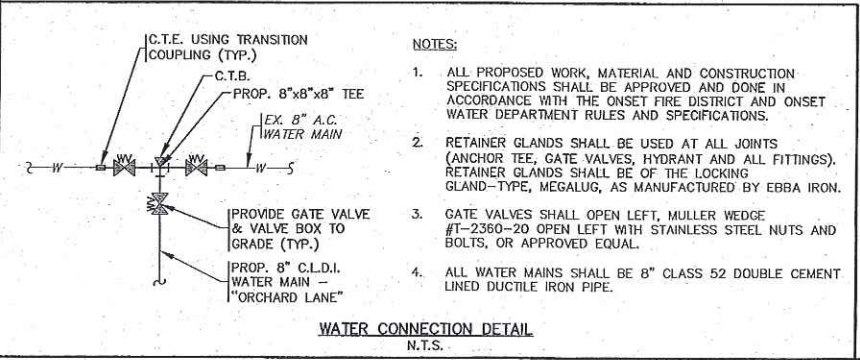 C.T.E. USING TRANSITION
COUPLING (TYP.)
C.T.B.
PROP. 8"x8"x8" TEE
EX. 8" A.C.
WATER MAIN
W
WV
WV
W
WV
PROVIDE GATE VALVE
& VALVE BOX TO
GRADE (TYP.)
PROP. 8" C.L.D.I.
WATER MAIN –
"ORCHARD LANE"
NOTES:
1. ALL PROPOSED WORK, MATERIAL AND CONSTRUCTION
SPECIFICATIONS SHALL BE APPROVED AND DONE IN
ACCORDANCE WITH THE ONSET FIRE DISTRICT AND ONSET
WATER DEPARTMENT RULES AND SPECIFICATIONS.
2. RETAINER GLANDS SHALL BE USED AT ALL JOINTS
(ANCHOR TEE, GATE VALVES, HYDRANT AND ALL FITTINGS).
RETAINER GLANDS SHALL BE OF THE LOCKING
GLAND-TYPE, MEGALUG, AS MANUFACTURED BY EBBA IRON.
3. GATE VALVES SHALL OPEN LEFT, MULLER WEDGE
#T-2360-20 OPEN LEFT WITH STAINLESS STEEL NUTS AND
BOLTS, OR APPROVED EQUAL.
4. ALL WATER MAINS SHALL BE 8" CLASS 52 DOUBLE CEMENT
LINED DUCTILE IRON PIPE.
WATER CONNECTION DETAIL
N.T.S.